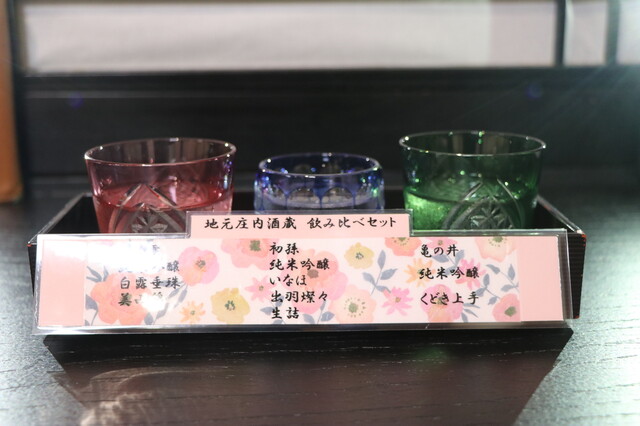 地元庄内酒蔵 飲み比べセット
白露垂珠
初孫
純米吟醸
いなほ
出羽燦々
生詰
亀の井
純米吟醸
くどき上手